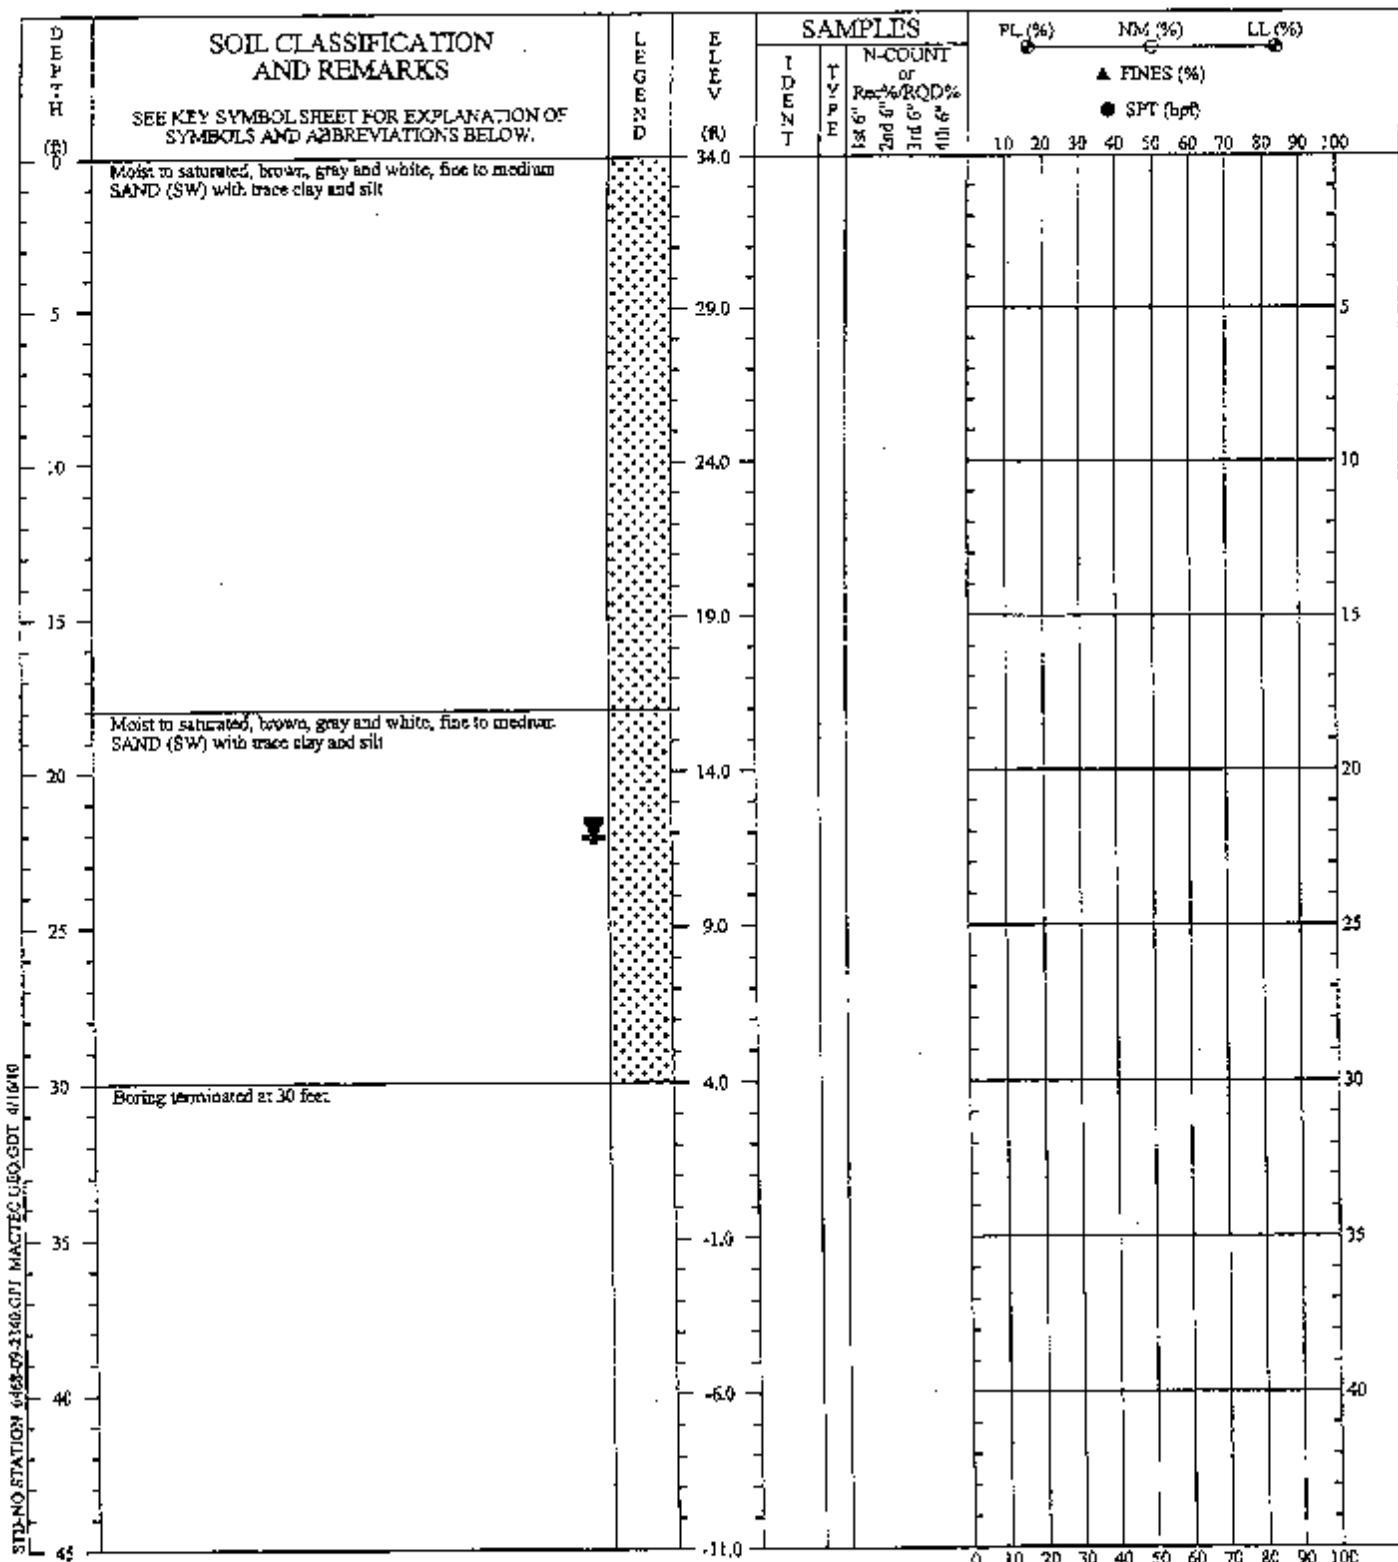 DEPTH
(ft)
SOIL CLASSIFICATION
AND REMARKS
SEE KEY SYMBOL SHEET FOR EXPLANATION OF
SYMBOLS AND ABBREVIATIONS BELOW.
LEGEND
ELEV
(ft)
SAMPLES
IDENT
TYPE
N-COUNT
or
Rec%/RQD%
1st 6"
2nd 6"
3rd 6"
4th 6"
PL (%) NM (%) LL (%)
▲ FINES (%)
● SPT (bpf)
10 20 30 40 50 60 70 80 90 100
0
34.0
Moist to saturated, brown, gray and white, fine to medium
SAND (SW) with trace clay and silt
5 29.0 5
10 24.0 10
15 19.0 15
Moist to saturated, brown, gray and white, fine to medium
SAND (SW) with trace clay and silt
20 14.0 20
25 9.0 25
30 4.0 30
Boring terminated at 30 feet.
35 -1.0 35
40 -6.0 40
45 -11.0
0 10 20 30 40 50 60 70 80 90 100